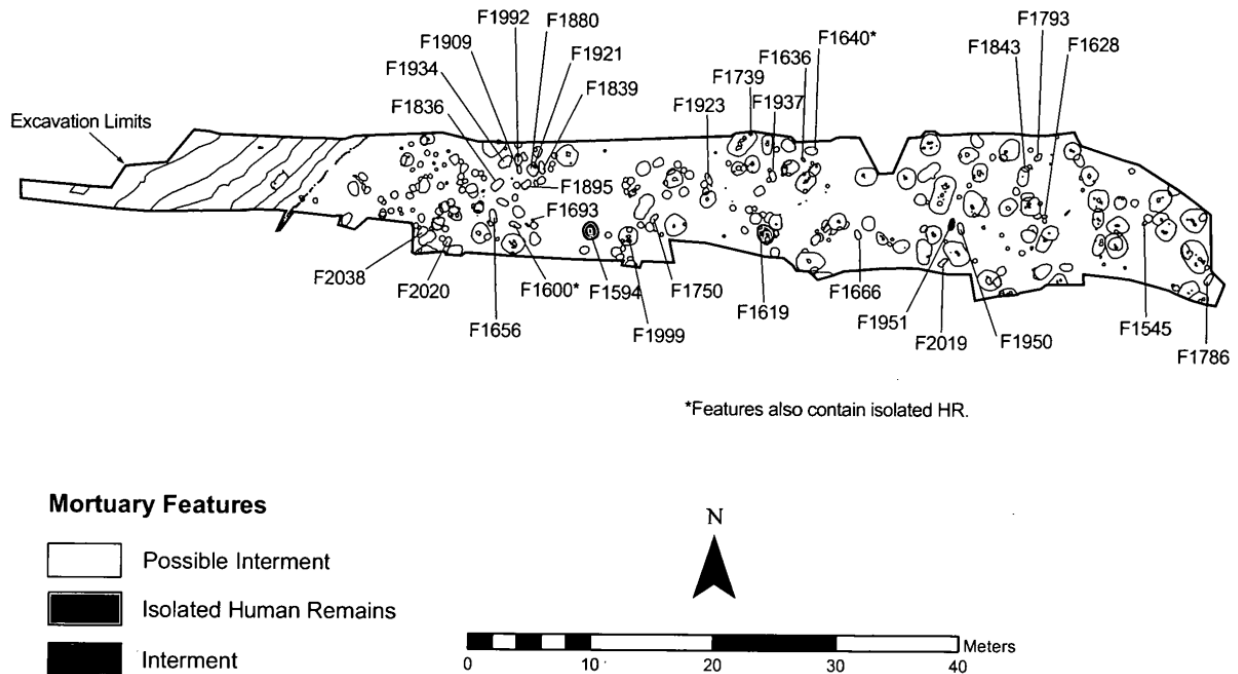 F1992
F1880
F1793
F1909
F1921
F1640*
F1843
F1628
F1934
F1839
F1636
F1739
F1836
F1923
F1937
Excavation Limits
F1895
F1693
F2038
F2020
F1600*
F1594
F1750
F1619
F1666
F1951
F1545
F1656
F1999
F2019
F1950
F1786
*Features also contain isolated HR.
Mortuary Features
N
Possible Interment
Isolated Human Remains
Interment
Meters
0 10 20 30 40